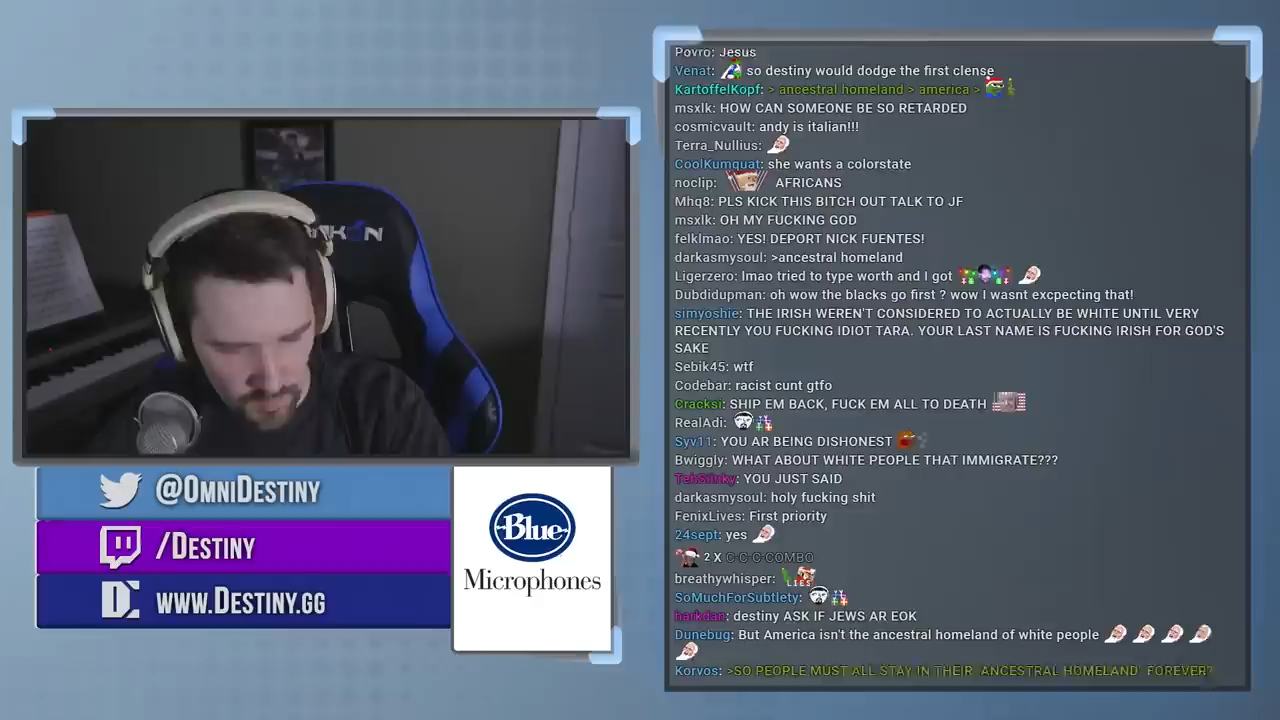 Povro: Jesus
Venat: so destiny would dodge the first clense
KartoffelKopf: > ancestral homeland > america >
msxlk: HOW CAN SOMEONE BE SO RETARDED
cosmicvault: andy is italian!!!
Terra_Nullius:
CoolKumquat: she wants a colorstate
noclip: AFRICANS
Mhq8: PLS KICK THIS BITCH OUT TALK TO JF
msxlk: OH MY FUCKING GOD
felklmao: YES! DEPORT NICK FUENTES!
darkasmysoul: >ancestral homeland
Ligerzero: lmao tried to type worth and I got
Dubdidupman: oh wow the blacks go first ? wow I wasnt excpecting that!
simyoshie: THE IRISH WEREN'T CONSIDERED TO ACTUALLY BE WHITE UNTIL VERY
RECENTLY YOU FUCKING IDIOT TARA. YOUR LAST NAME IS FUCKING IRISH FOR GOD'S
SAKE
Sebik45: wtf
Codebar: racist cunt gtfo
Cracksi: SHIP EM BACK, FUCK EM ALL TO DEATH
RealAdi:
Syv11: YOU AR BEING DISHONEST
Bwiggly: WHAT ABOUT WHITE PEOPLE THAT IMMIGRATE???
YOU JUST SAID
darkasmysoul: holy fucking shit
FenixLives: First priority
24sept: yes
2 X C-C-C-COMBO
breathywhisper: LIES
SoMuchForSubtlety:
harkdan: destiny ASK IF JEWS AR EOK
Dunebug: But America isn't the ancestral homeland of white people
Korvos: >SO PEOPLE MUST ALL STAY IN THEIR 'ANCESTRAL HOMELAND' FOREVER?
@OmniDestiny
/Destiny
www.Destiny.gg
Blue
Microphones